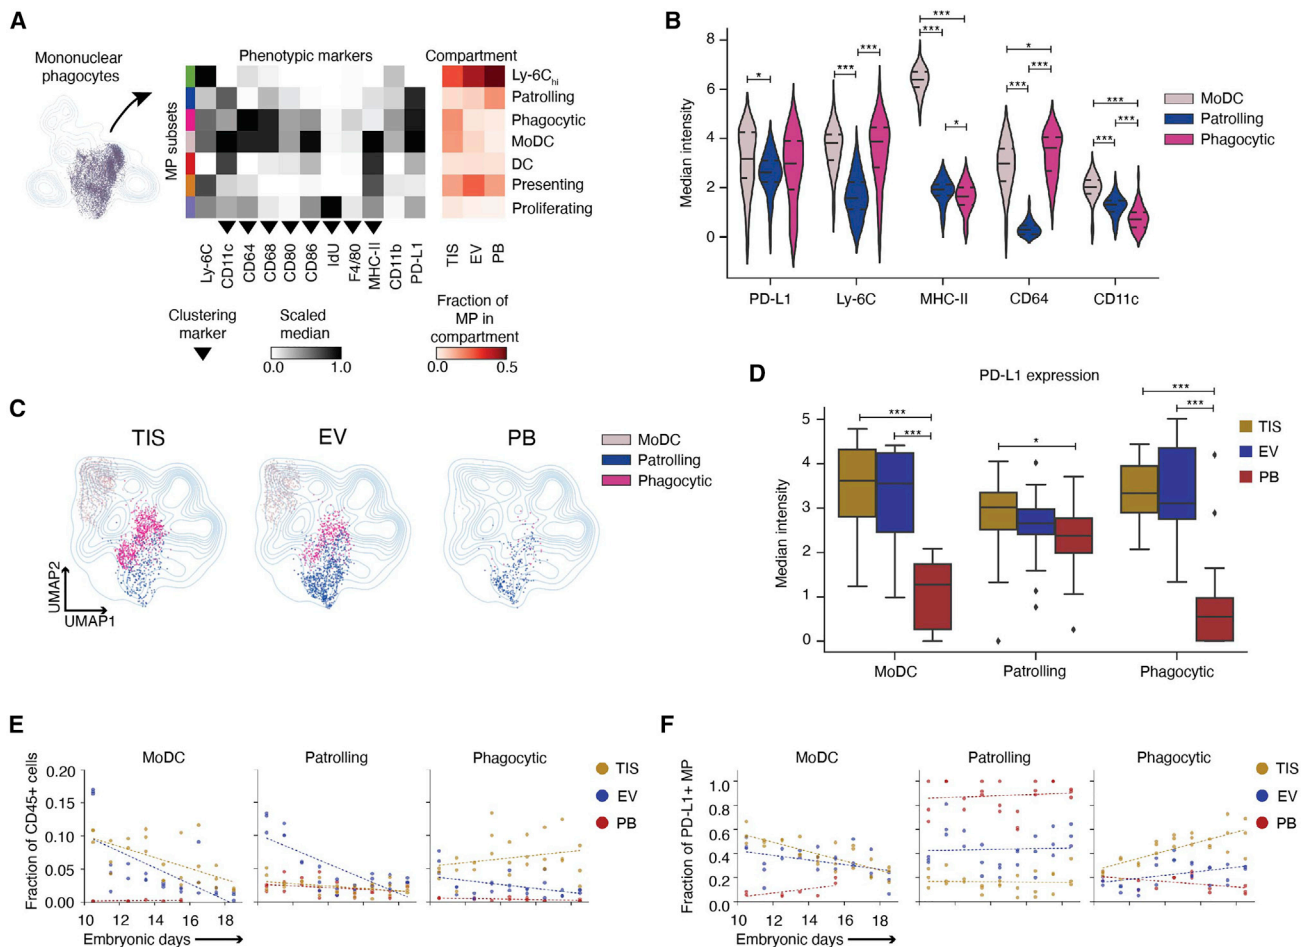 A
Mononuclear
phagocytes
Phenotypic markers
Compartment
MP subsets
Ly-6Chi
Patrolling
Phagocytic
MoDC
DC
Presenting
Proliferating
Ly-6C
CD11c
CD64
CD68
CD80
CD86
IdU
F4/80
MHC-II
CD11b
PD-L1
TIS
EV
PB
Clustering
marker
Scaled
median
0.0 1.0
Fraction of
MP in
compartment
0.0 0.5
B
Median intensity
8
6
4
2
0
* *** *** *** *** * * *** *** *** *** ***
PD-L1 Ly-6C MHC-II CD64 CD11c
MoDC
Patrolling
Phagocytic
C
TIS EV PB
UMAP2
UMAP1
MoDC
Patrolling
Phagocytic
D
PD-L1 expression
Median intensity
5
4
3
2
1
0
*** *** * *** ***
MoDC Patrolling Phagocytic
TIS
EV
PB
E
MoDC Patrolling Phagocytic
Fraction of CD45+ cells
0.20
0.15
0.10
0.05
0.00
10 12 14 16 18
Embryonic days
TIS
EV
PB
F
MoDC Patrolling Phagocytic
Fraction of PD-L1+ MP
1.0
0.8
0.6
0.4
0.2
0.0
10 12 14 16 18
Embryonic days
TIS
EV
PB